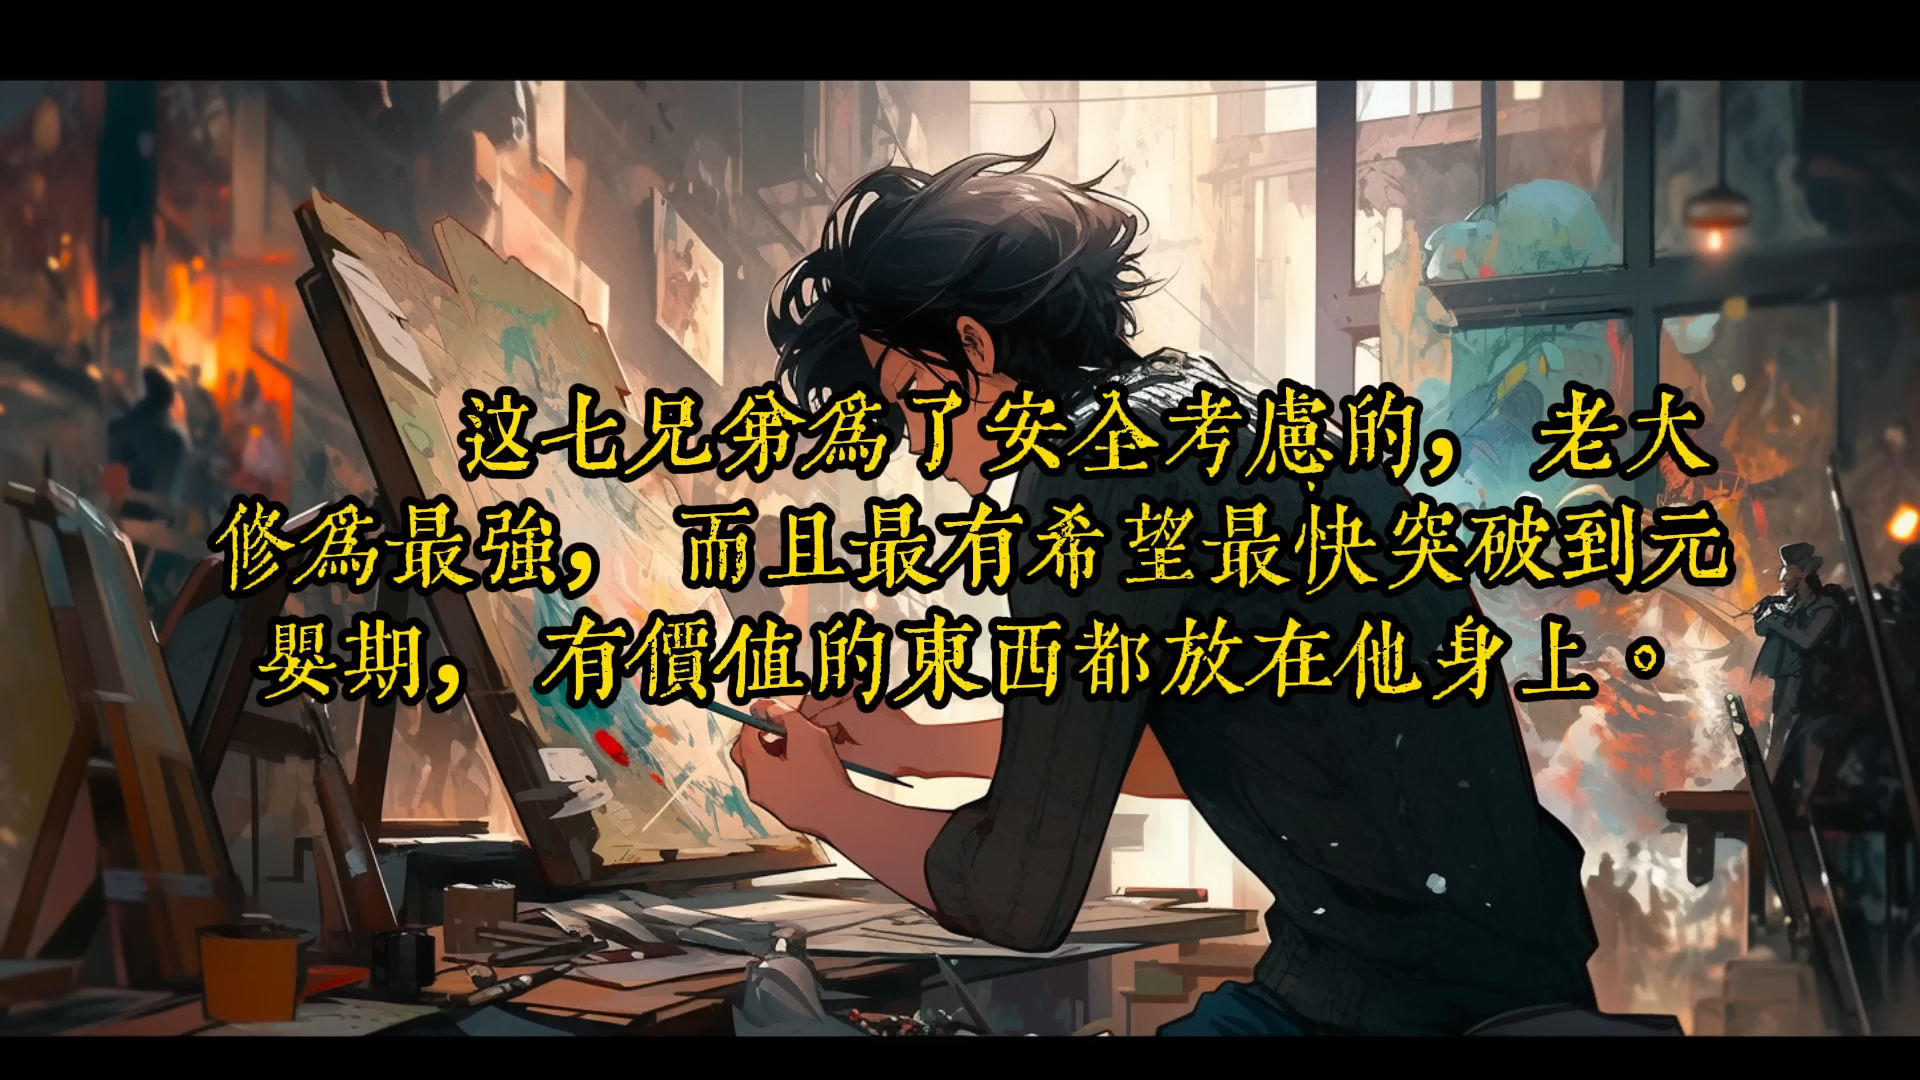 这七兄弟爲了安全考慮的，老大
修爲最強，而且最有希望最快突破到元
嬰期，有價值的東西都放在他身上。